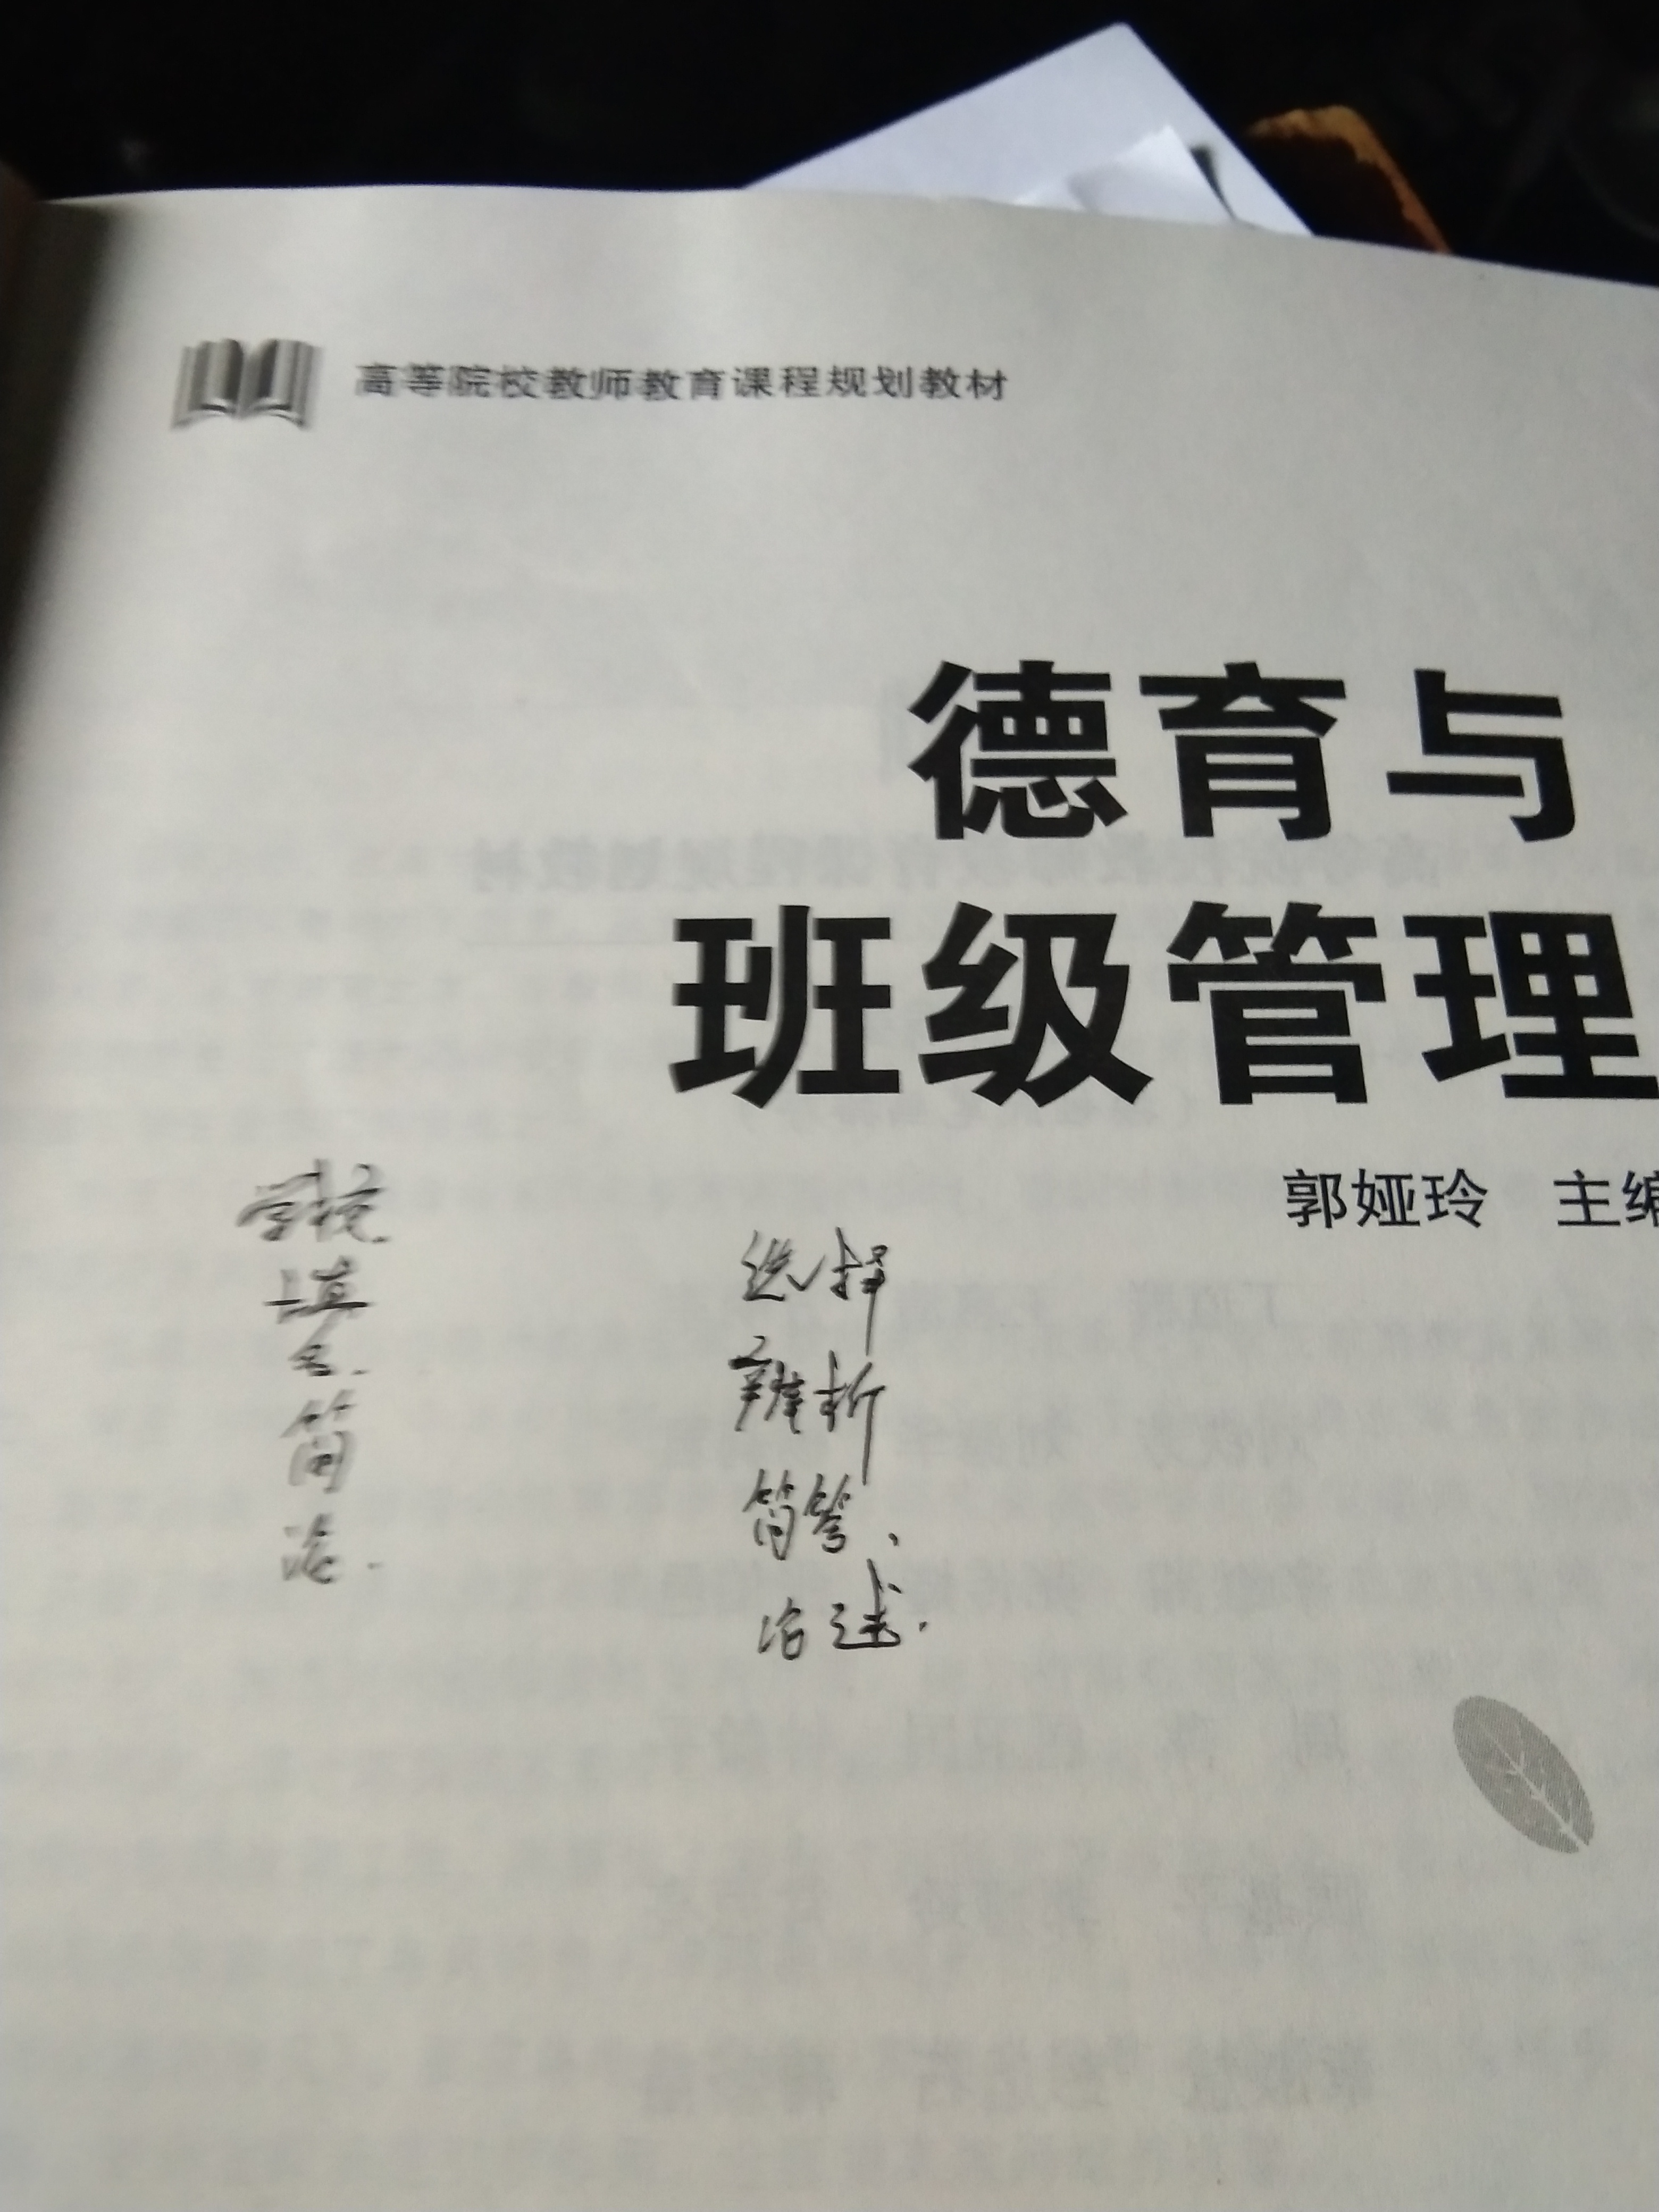 高等院校教师教育课程规划教材
德育与
班级管理
郭娅玲 主编
学校
填
名.
简
论.
选择
辨析
简答、
论述.